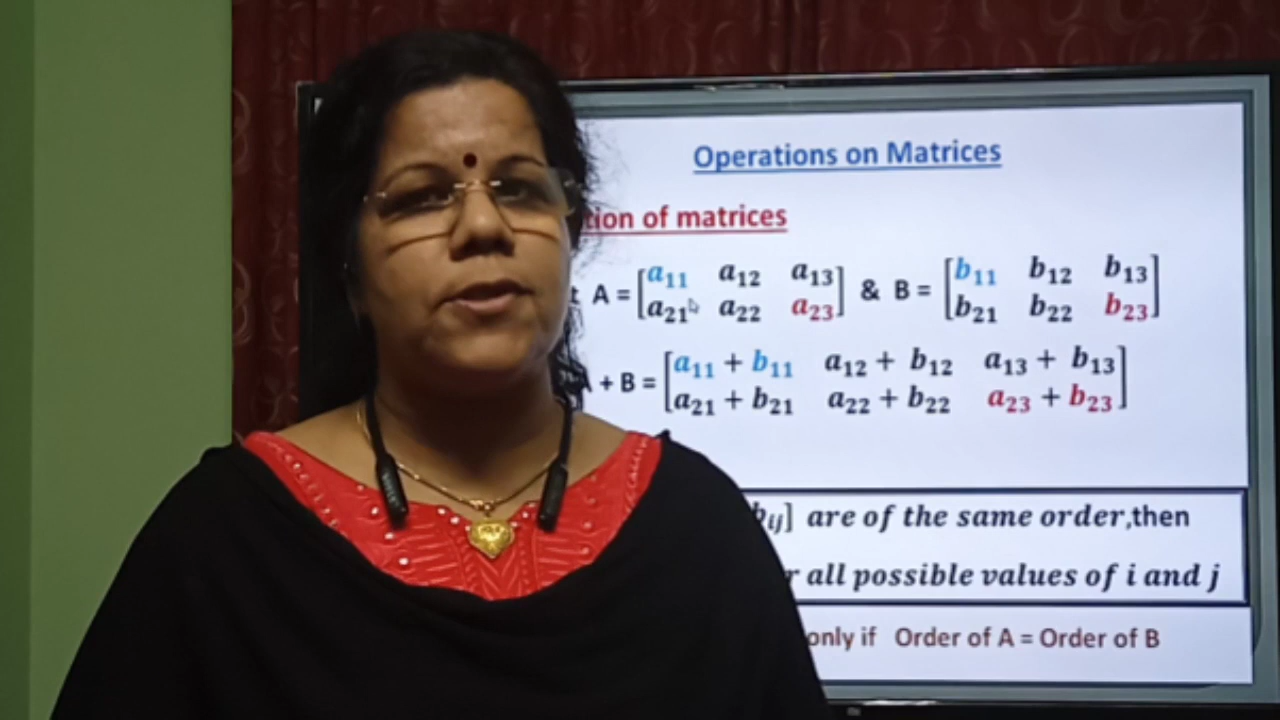 Operations on Matrices
tion of matrices
A = [a11 a12 a13
a21 a22 a23] & B = [b11 b12 b13
b21 b22 b23]
+ B = [a11 + b11 a12 + b12 a13 + b13
a21 + b21 a22 + b22 a23 + b23]
bij] are of the same order,then
r all possible values of i and j
only if Order of A = Order of B